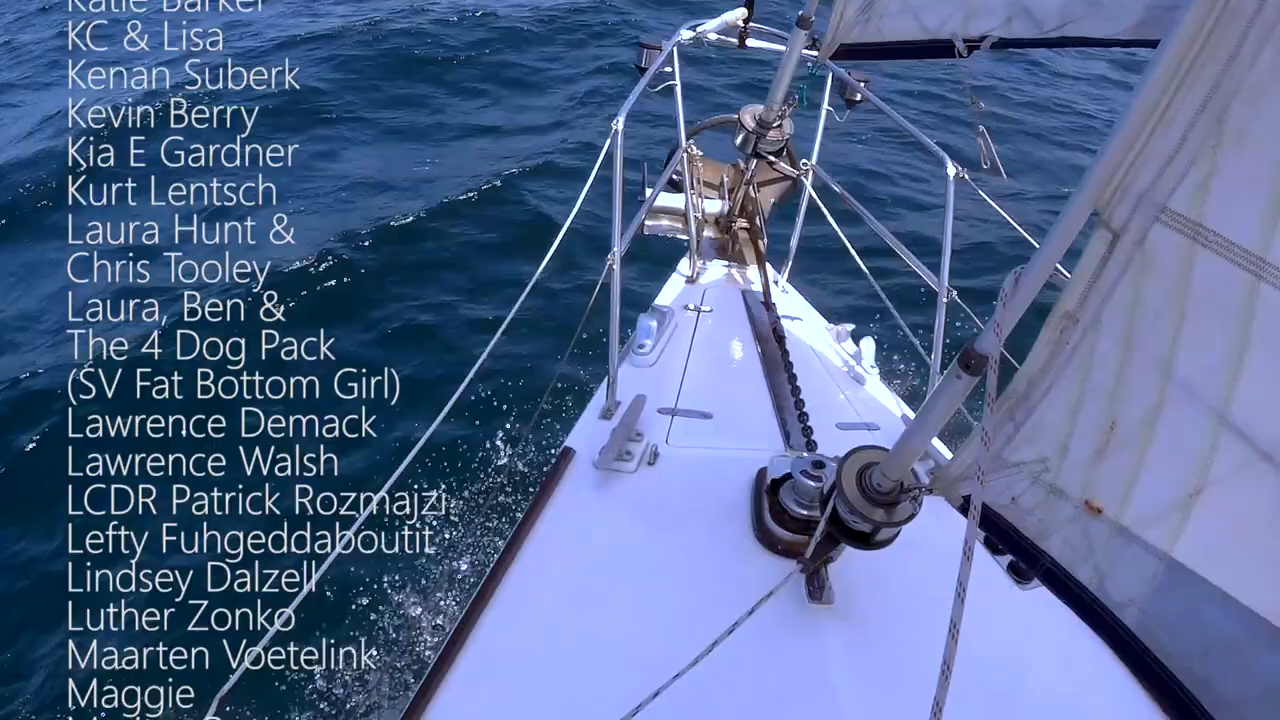 Katie Barker
KC & Lisa
Kenan Suberk
Kevin Berry
Kia E Gardner
Kurt Lentsch
Laura Hunt &
Chris Tooley
Laura, Ben &
The 4 Dog Pack
(SV Fat Bottom Girl)
Lawrence Demack
Lawrence Walsh
LCDR Patrick Rozmajzl
Lefty Fuhgeddaboutit
Lindsey Dalzell
Luther Zonko
Maarten Voetelink
Maggie